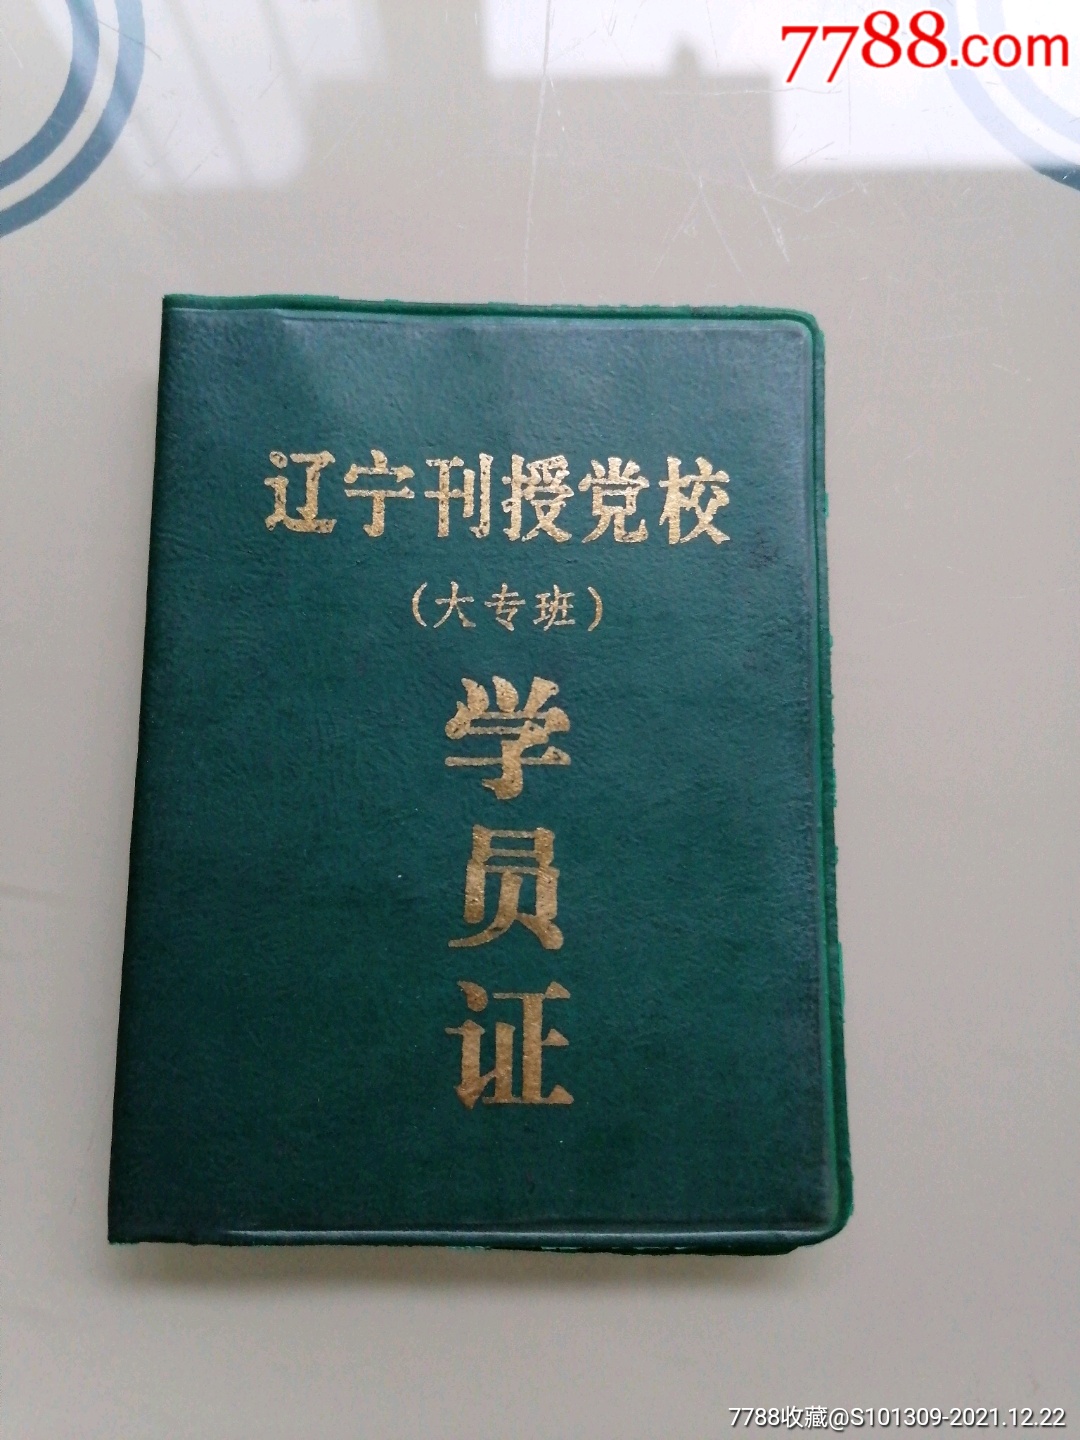 7788.com
辽宁刊授党校
（大专班）
学
员
证
7788收藏@S101309-2021.12.22